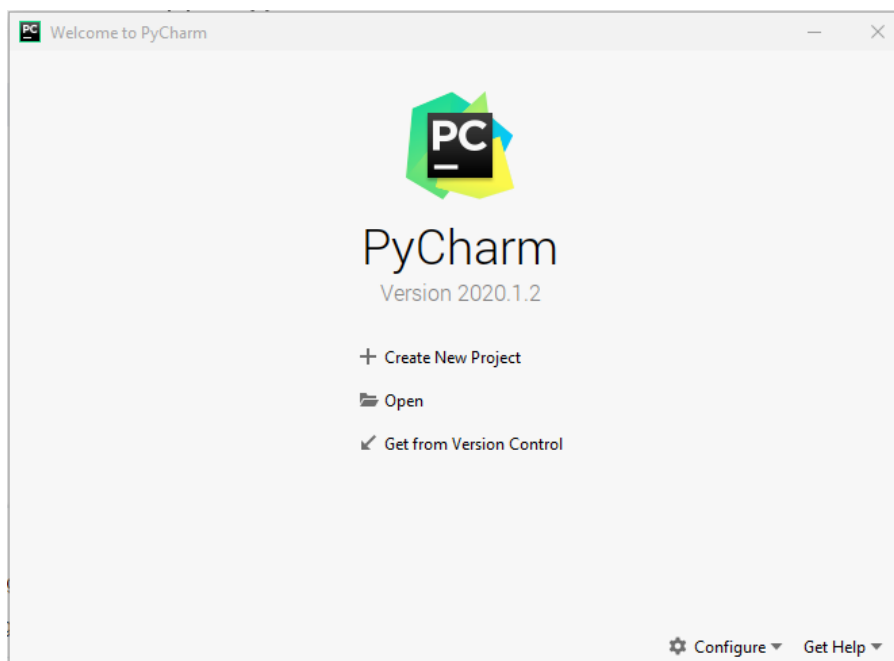 PC Welcome to PyCharm
PC
PyCharm
Version 2020.1.2
Create New Project
Open
Get from Version Control
Configure Get Help